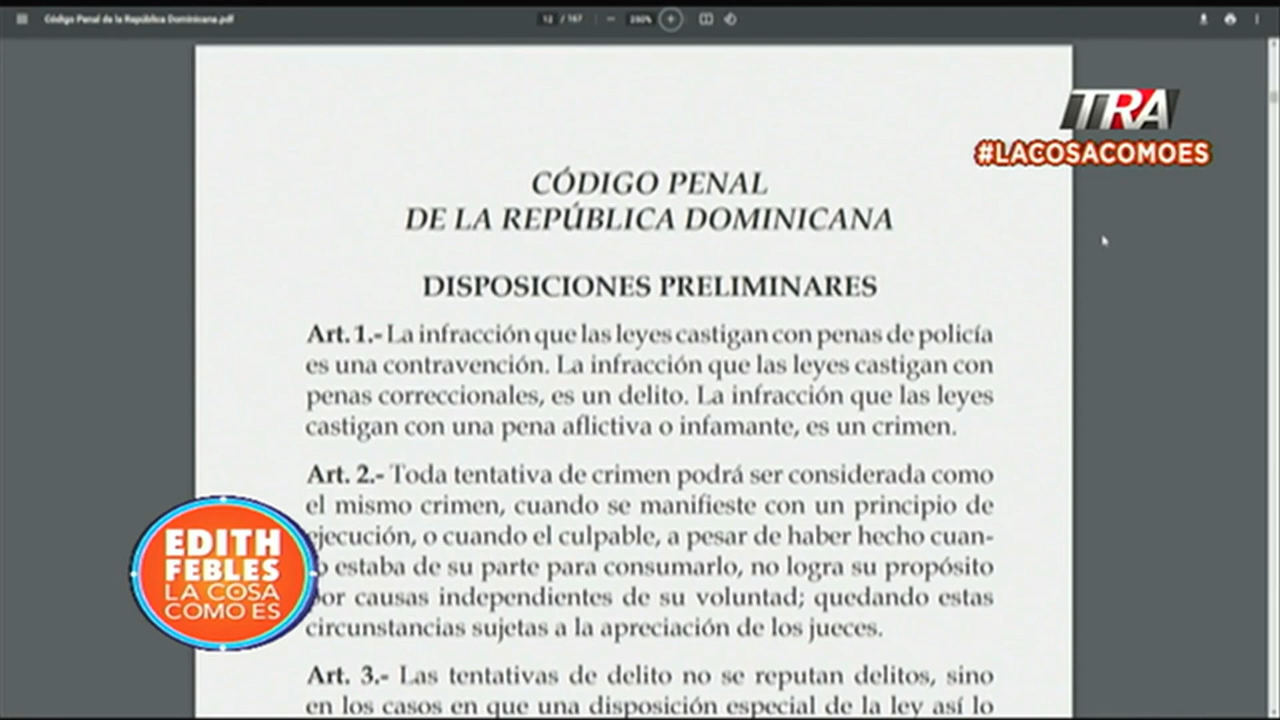 Código Penal de la República Dominicana.pdf
12 / 167
200%
TRA
#LACOSACOMOES
CÓDIGO PENAL
DE LA REPÚBLICA DOMINICANA
DISPOSICIONES PRELIMINARES
Art. 1.- La infracción que las leyes castigan con penas de policía
es una contravención. La infracción que las leyes castigan con
penas correccionales, es un delito. La infracción que las leyes
castigan con una pena aflictiva o infamante, es un crimen.
Art. 2.- Toda tentativa de crimen podrá ser considerada como
el mismo crimen, cuando se manifieste con un principio de
ejecución, o cuando el culpable, a pesar de haber hecho cuan-
o estaba de su parte para consumarlo, no logra su propósito
por causas independientes de su voluntad; quedando estas
circunstancias sujetas a la apreciación de los jueces.
Art. 3.- Las tentativas de delito no se reputan delitos, sino
en los casos en que una disposición especial de la ley así lo
EDITH
FEBLES
LA COSA
COMO ES